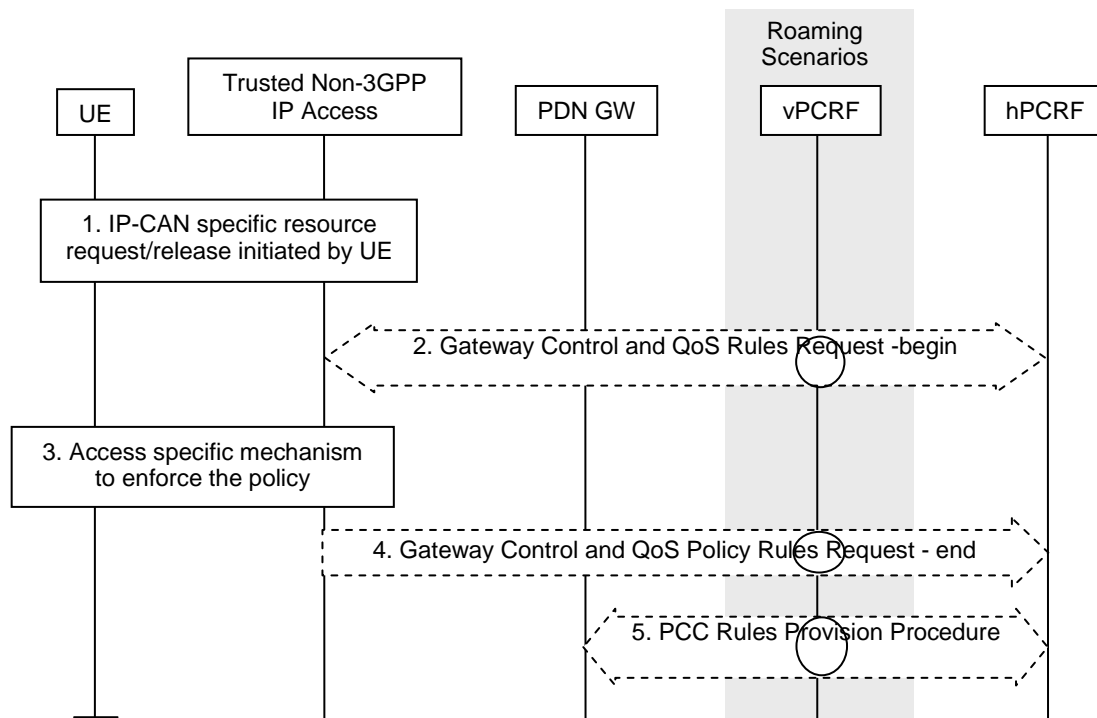 Roaming
Scenarios
UE
Trusted Non-3GPP
IP Access
PDN GW
vPCRF
hPCRF
1. IP-CAN specific resource
request/release initiated by UE
2. Gateway Control and QoS Rules Request -begin
3. Access specific mechanism
to enforce the policy
4. Gateway Control and QoS Policy Rules Request - end
5. PCC Rules Provision Procedure